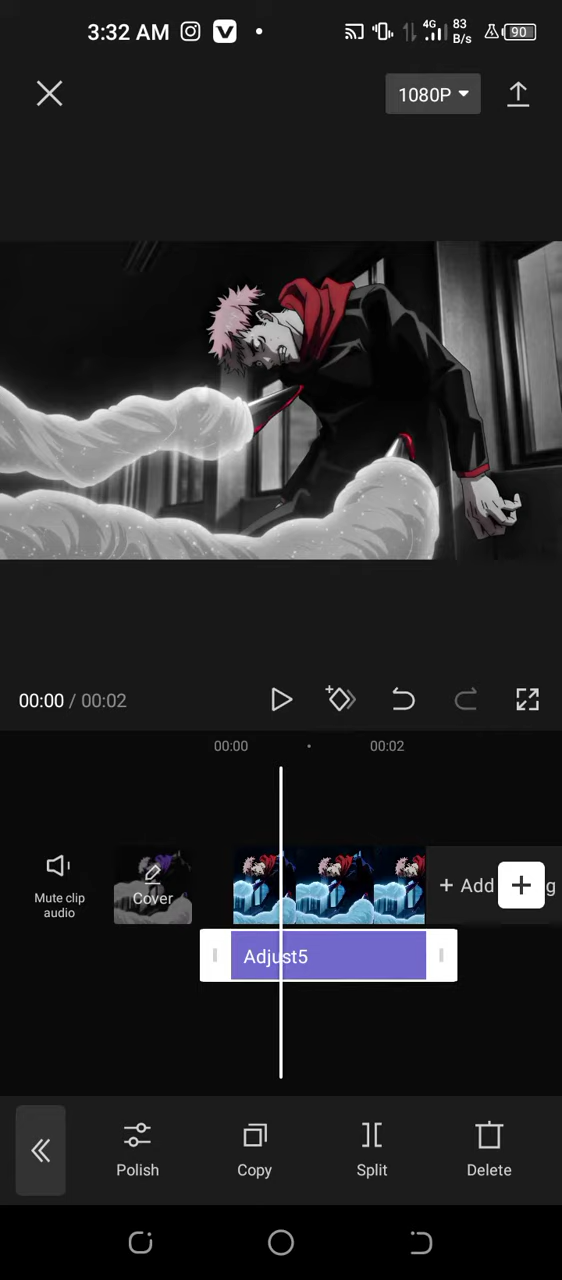 3:32 AM 4G 83 B/s 90
1080P
00:00 / 00:02
00:00 00:02
Mute clip
audio
Cover
+ Add g
Adjust5
Polish Copy Split Delete